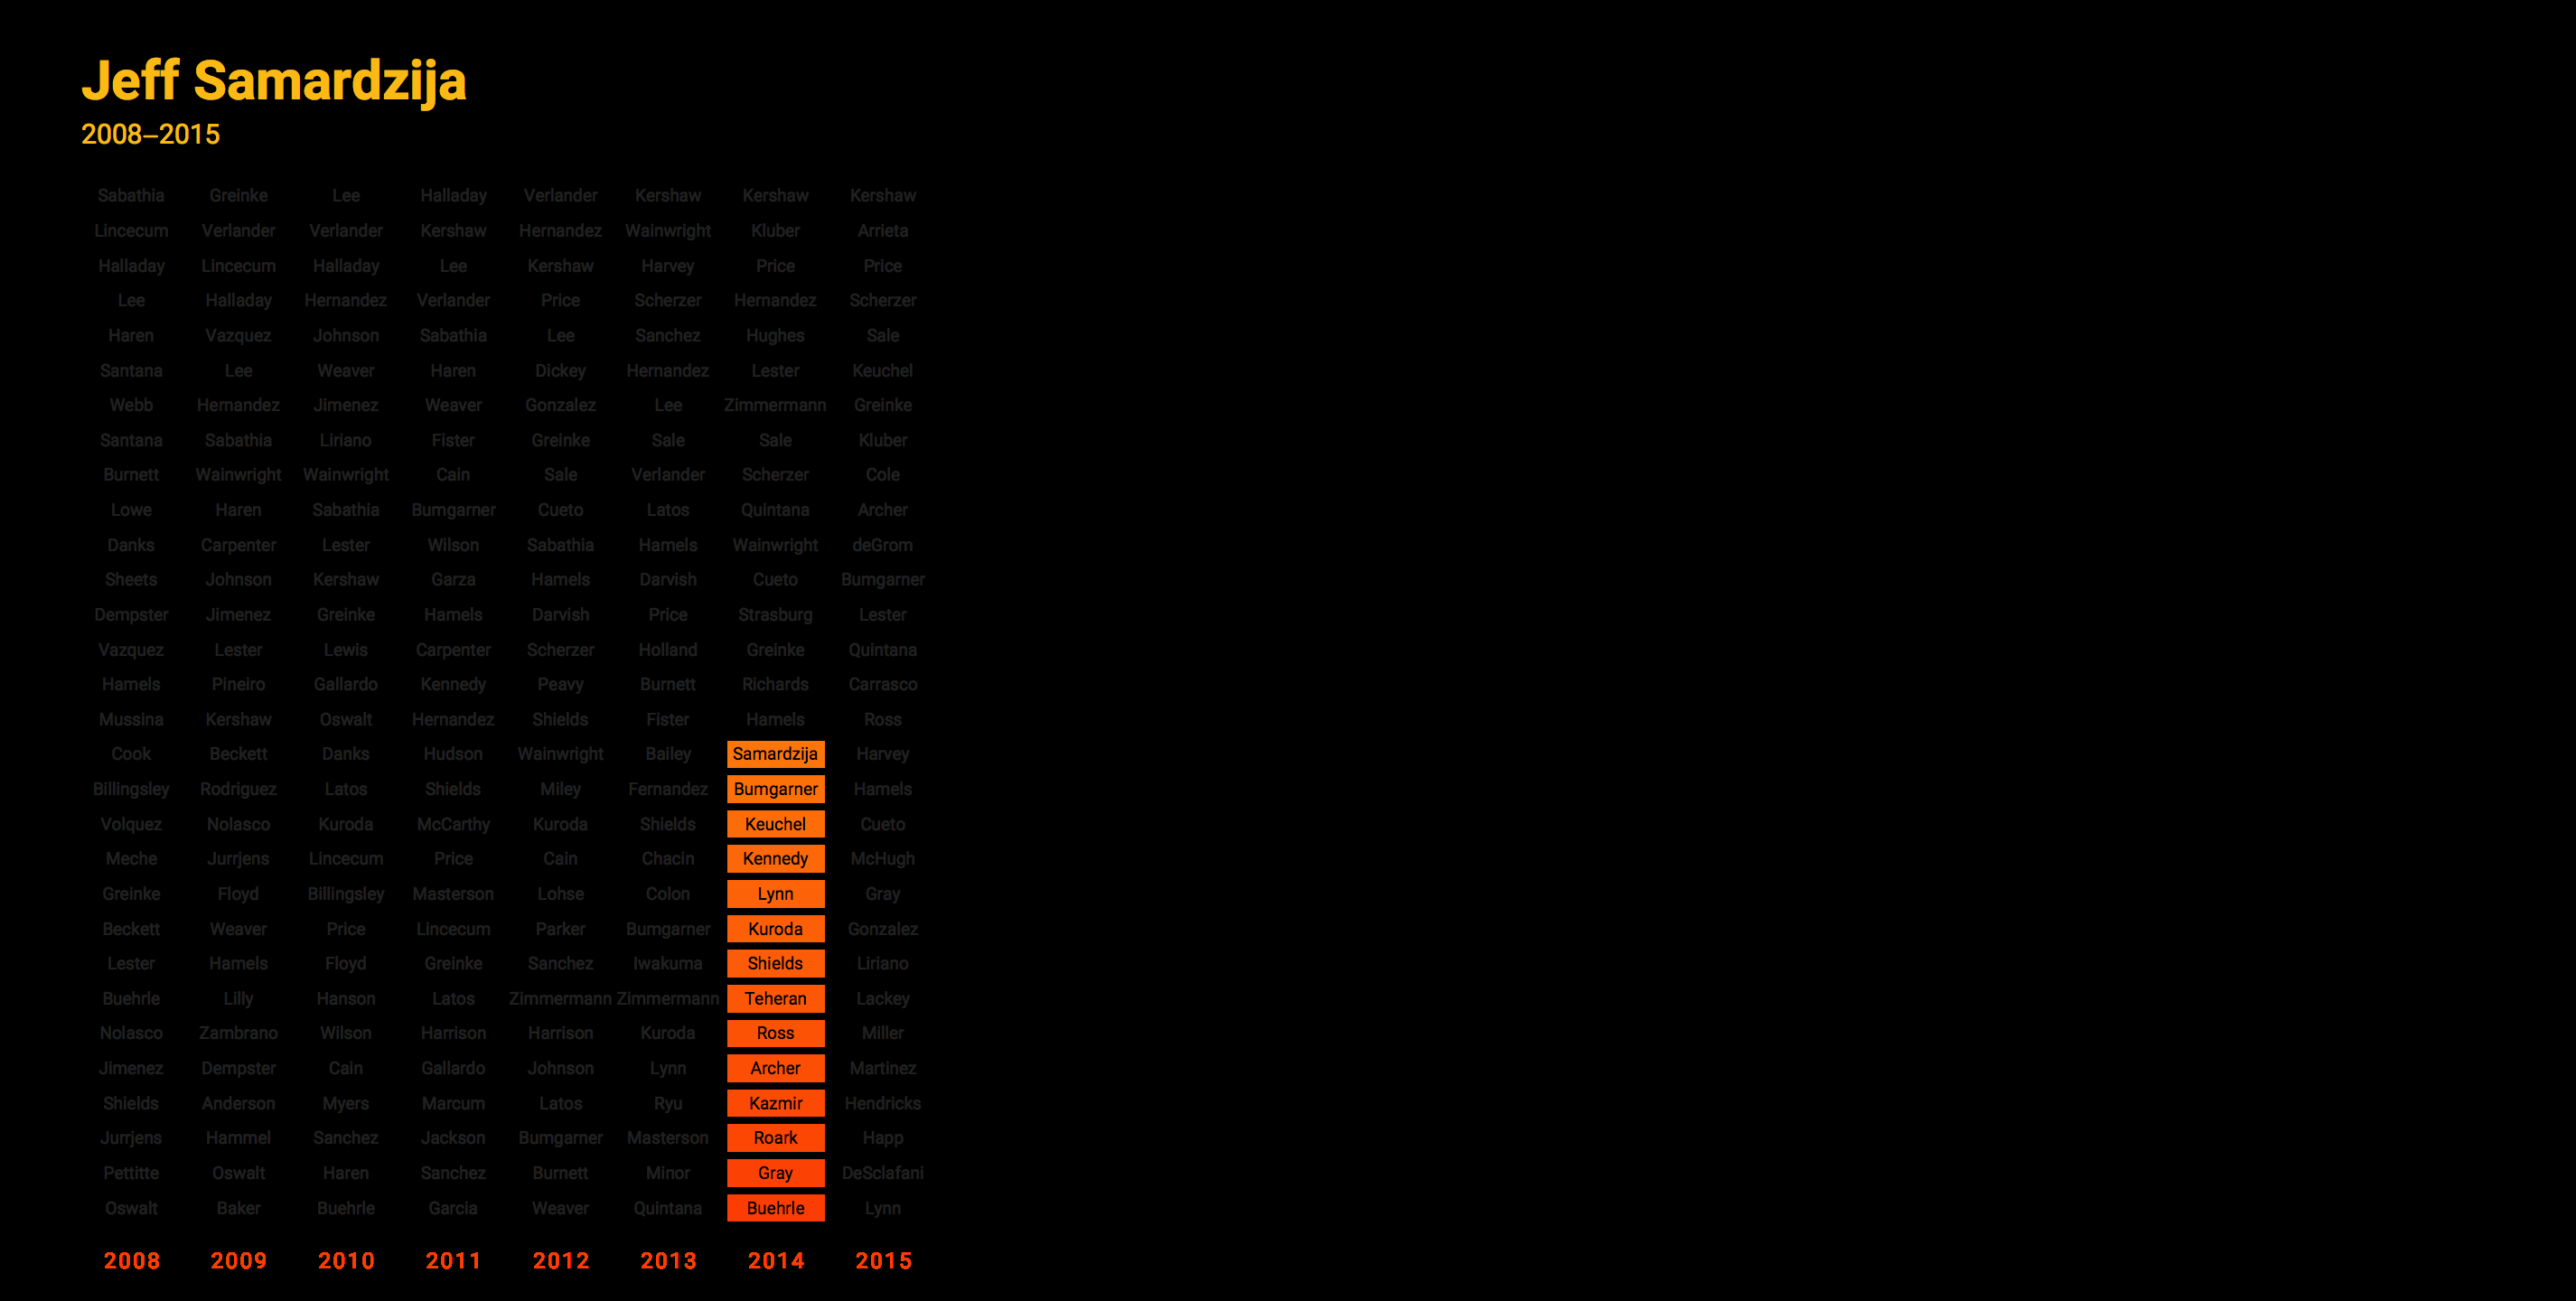 Jeff Samardzija
2008–2015
Sabathia Greinke Lee Halladay Verlander Kershaw Kershaw Kershaw
Lincecum Verlander Verlander Kershaw Hernandez Wainwright Kluber Arrieta
Halladay Lincecum Halladay Lee Kershaw Harvey Price Price
Lee Halladay Hernandez Verlander Price Scherzer Hernandez Scherzer
Haren Vazquez Johnson Sabathia Lee Sanchez Hughes Sale
Santana Lee Weaver Haren Dickey Hernandez Lester Keuchel
Webb Hernandez Jimenez Weaver Gonzalez Lee Zimmermann Greinke
Santana Sabathia Liriano Fister Greinke Sale Sale Kluber
Burnett Wainwright Wainwright Cain Sale Verlander Scherzer Cole
Lowe Haren Sabathia Bumgarner Cueto Latos Quintana Archer
Danks Carpenter Lester Wilson Sabathia Hamels Wainwright deGrom
Sheets Johnson Kershaw Garza Hamels Darvish Cueto Bumgarner
Dempster Jimenez Greinke Hamels Darvish Price Strasburg Lester
Vazquez Lester Lewis Carpenter Scherzer Holland Greinke Quintana
Hamels Pineiro Gallardo Kennedy Peavy Burnett Richards Carrasco
Mussina Kershaw Oswalt Hernandez Shields Fister Hamels Ross
Cook Beckett Danks Hudson Wainwright Bailey Samardzija Harvey
Billingsley Rodriguez Latos Shields Miley Fernandez Bumgarner Hamels
Volquez Nolasco Kuroda McCarthy Kuroda Shields Keuchel Cueto
Meche Jurrjens Lincecum Price Cain Chacin Kennedy McHugh
Greinke Floyd Billingsley Masterson Lohse Colon Lynn Gray
Beckett Weaver Price Lincecum Parker Bumgarner Kuroda Gonzalez
Lester Hamels Floyd Greinke Sanchez Iwakuma Shields Liriano
Buehrle Lilly Hanson Latos Zimmermann Zimmermann Teheran Lackey
Nolasco Zambrano Wilson Harrison Harrison Kuroda Ross Miller
Jimenez Dempster Cain Gallardo Johnson Lynn Archer Martinez
Shields Anderson Myers Marcum Latos Ryu Kazmir Hendricks
Jurrjens Hammel Sanchez Jackson Bumgarner Masterson Roark Happ
Pettitte Oswalt Haren Sanchez Burnett Minor Gray DeSclafani
Oswalt Baker Buehrle Garcia Weaver Quintana Buehrle Lynn
2008 2009 2010 2011 2012 2013 2014 2015